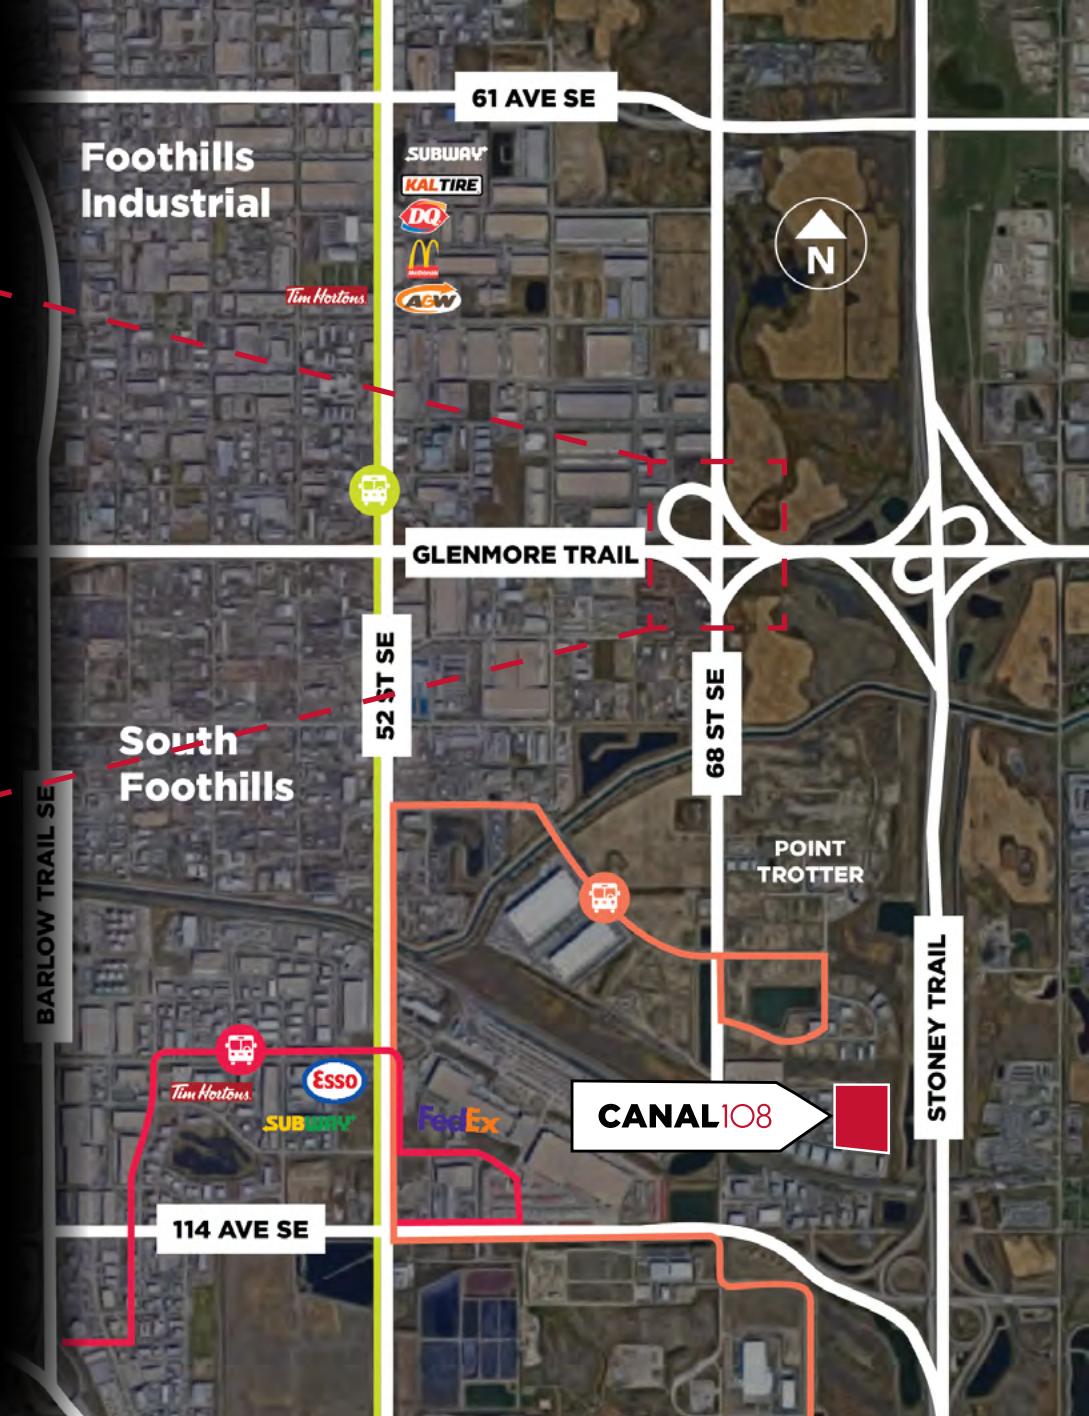 61 AVE SE
Foothills
Industrial
SUBWAY
KALTIRE
DQ
McDonald's
Tim Hortons
A&W
N
GLENMORE TRAIL
52 ST SE
68 ST SE
South
Foothills
BARLOW TRAIL SE
POINT
TROTTER
STONEY TRAIL
Tim Hortons
Esso
SUBWAY
FedEx
CANAL108
114 AVE SE